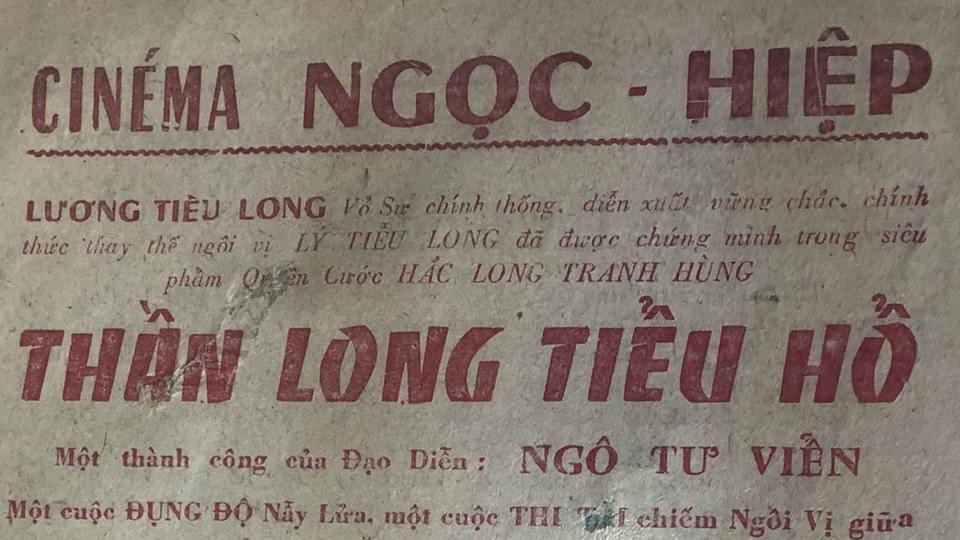 CINÉMA NGỌC - HIỆP
LƯƠNG TIỂU LONG Võ Sư chính thống, diễn xuất vững chắc, chính
thức thay thế ngôi vị LÝ TIỂU LONG đã được chứng minh trong siêu
phẩm Quyền Cước HẮC LONG TRANH HÙNG
THẦN LONG TIỂU HỔ
Một thành công của Đạo Diễn : NGÔ TƯ VIỄN
Một cuộc ĐỤNG ĐỘ Nẫy Lửa, một cuộc THI chiếm Ngồi Vị giữa